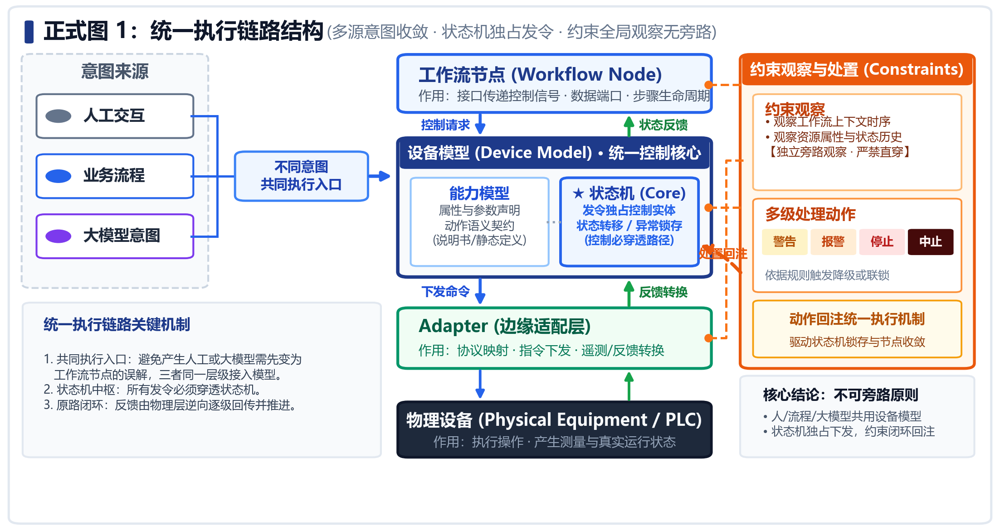 正式图 1：统一执行链路结构 (多源意图收敛 · 状态机独占发令 · 约束全局观察无旁路)
意图来源
人工交互
业务流程
大模型意图
不同意图
共同执行入口
工作流节点 (Workflow Node)
作用：接口传递控制信号 · 数据端口 · 步骤生命周期
控制请求
状态反馈
设备模型 (Device Model) • 统一控制核心
能力模型
属性与参数声明
动作语义契约
(说明书/静态定义)
★ 状态机 (Core)
发令独占控制实体
状态转移 / 异常锁存
(控制必穿透路径)
处置回注
下发命令
反馈转换
Adapter (边缘适配层)
作用：协议映射 · 指令下发 · 遥测/反馈转换
物理设备 (Physical Equipment / PLC)
作用：执行操作 · 产生测量与真实运行状态
约束观察与处置 (Constraints)
约束观察
• 观察工作流上下文时序
• 观察资源属性与状态历史
【独立旁路观察 · 严禁直穿】
多级处理动作
警告
报警
停止
中止
依据规则触发降级或联锁
动作回注统一执行机制
驱动状态机锁存与节点收敛
统一执行链路关键机制
1. 共同执行入口：避免产生人工或大模型需先变为
工作流节点的误解，三者同一层级接入模型。
2. 状态机中枢：所有发令必须穿透状态机。
3. 原路闭环：反馈由物理层逆向逐级回传并推进。
核心结论：不可旁路原则
• 人/流程/大模型共用设备模型
• 状态机独占下发，约束闭环回注